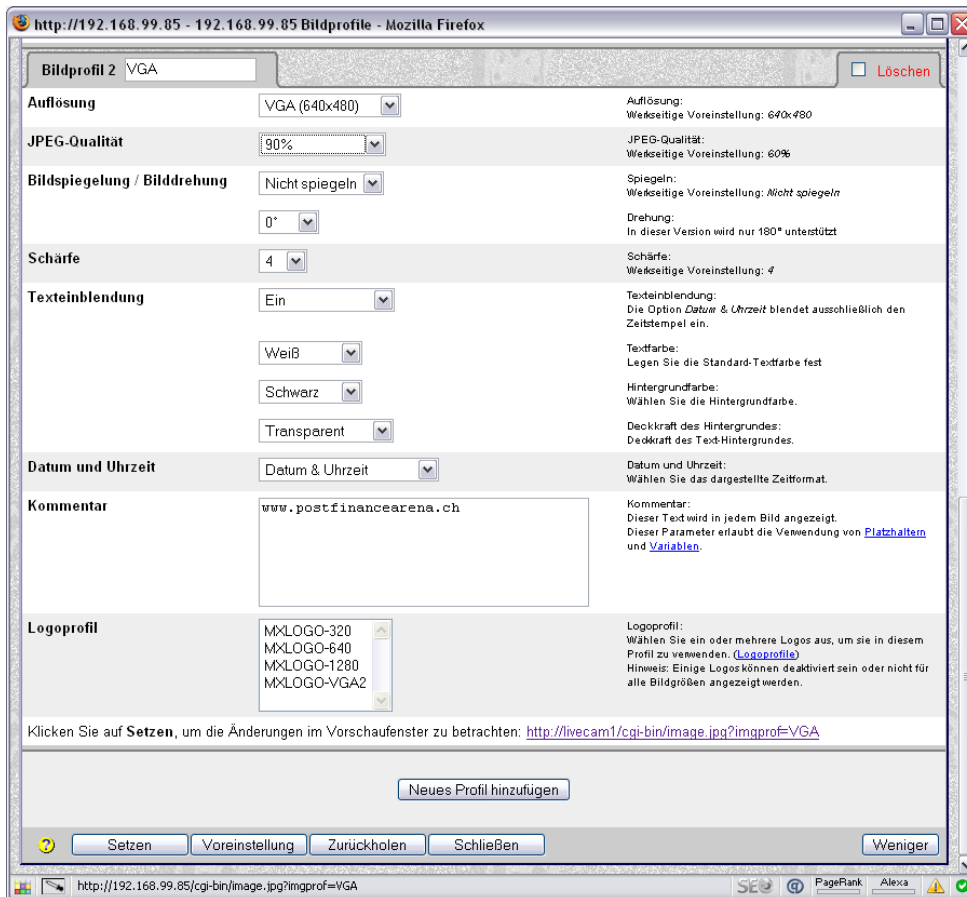 http://192.168.99.85 - 192.168.99.85 Bildprofile - Mozilla Firefox
Bildprofil 2 VGA
Löschen
Auflösung
VGA (640x480)
Auflösung:
Werkseitige Voreinstellung: 640x480
JPEG-Qualität
90%
JPEG-Qualität:
Werkseitige Voreinstellung: 60%
Bildspiegelung / Bilddrehung
Nicht spiegeln
Spiegeln:
Werkseitige Voreinstellung: Nicht spiegeln
0°
Drehung:
In dieser Version wird nur 180° unterstützt
Schärfe
4
Schärfe:
Werkseitige Voreinstellung: 4
Texteinblendung
Ein
Texteinblendung:
Die Option Datum & Uhrzeit blendet ausschließlich den
Zeitstempel ein.
Weiß
Textfarbe:
Legen Sie die Standard-Textfarbe fest
Schwarz
Hintergrundfarbe:
Wählen Sie die Hintergrundfarbe.
Transparent
Deckkraft des Hintergrundes:
Deckkraft des Text-Hintergrundes.
Datum und Uhrzeit
Datum & Uhrzeit
Datum und Uhrzeit:
Wählen Sie das dargestellte Zeitformat.
Kommentar
www.postfinancearena.ch
Kommentar:
Dieser Text wird in jedem Bild angezeigt.
Dieser Parameter erlaubt die Verwendung von Platzhaltern
und Variablen.
Logoprofil
MXLOGO-320
MXLOGO-640
MXLOGO-1280
MXLOGO-VGA2
Logoprofil:
Wählen Sie ein oder mehrere Logos aus, um sie in diesem
Profil zu verwenden. (Logoprofile)
Hinweis: Einige Logos können deaktiviert sein oder nicht für
alle Bildgrößen angezeigt werden.
Klicken Sie auf Setzen, um die Änderungen im Vorschaufenster zu betrachten: http://livecam1/cgi-bin/image.jpg?imgprof=VGA
Neues Profil hinzufügen
? Setzen Voreinstellung Zurückholen Schließen Weniger
http://192.168.99.85/cgi-bin/image.jpg?imgprof=VGA SE @ PageRank Alexa